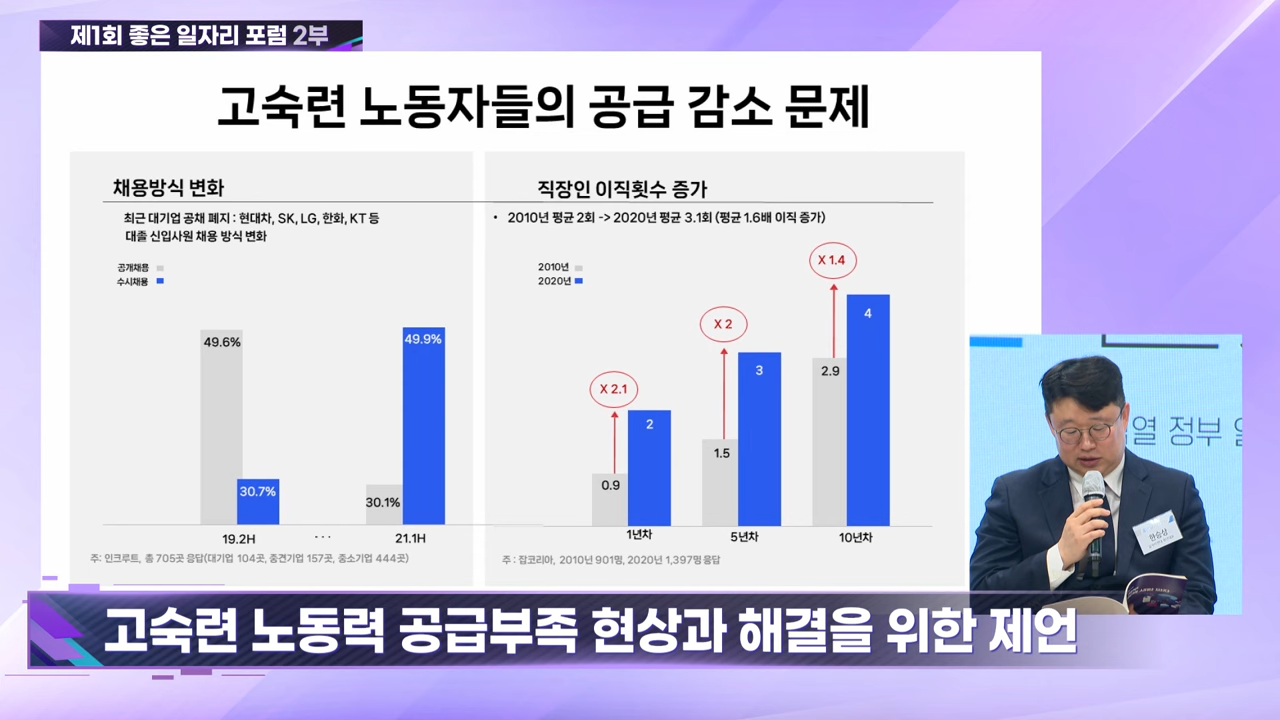 제1회 좋은 일자리 포럼 2부
고숙련 노동자들의 공급 감소 문제
채용방식 변화
최근 대기업 공채 폐지 : 현대차, SK, LG, 한화, KT 등
대졸 신입사원 채용 방식 변화
공개채용
수시채용
49.6%
30.7%
30.1%
49.9%
19.2H
···
21.1H
주: 인크루트, 총 705곳 응답(대기업 104곳, 중견기업 157곳, 중소기업 444곳)
직장인 이직횟수 증가
• 2010년 평균 2회 -> 2020년 평균 3.1회 (평균 1.6배 이직 증가)
2010년
2020년
X 2.1
X 2
X 1.4
0.9
2
1.5
3
2.9
4
1년차
5년차
10년차
주 : 잡코리아, 2010년 901명, 2020년 1,397명 응답
열 정부 일
한승상
고숙련 노동력 공급부족 현상과 해결을 위한 제언